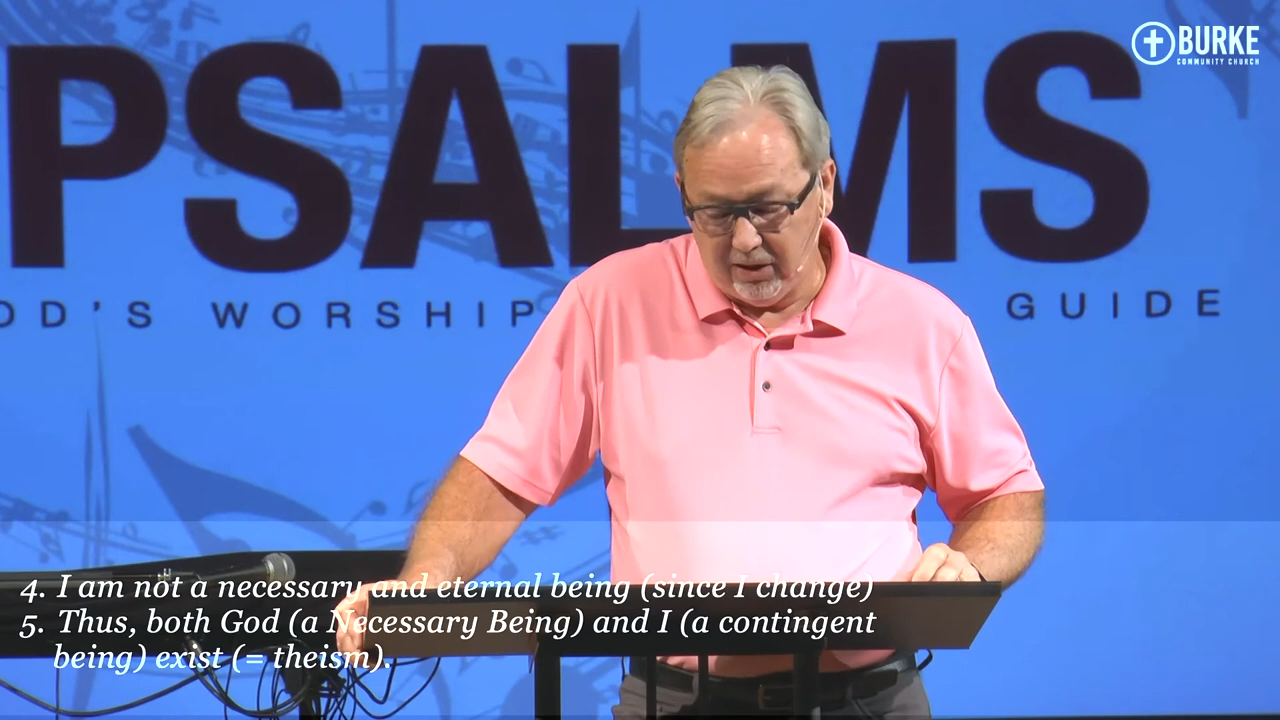 BURKE
COMMUNITY CHURCH
PSALMS
OD'S WORSHIP GUIDE
4. I am not a necessary and eternal being (since I change)
5. Thus, both God (a Necessary Being) and I (a contingent
being) exist (= theism).